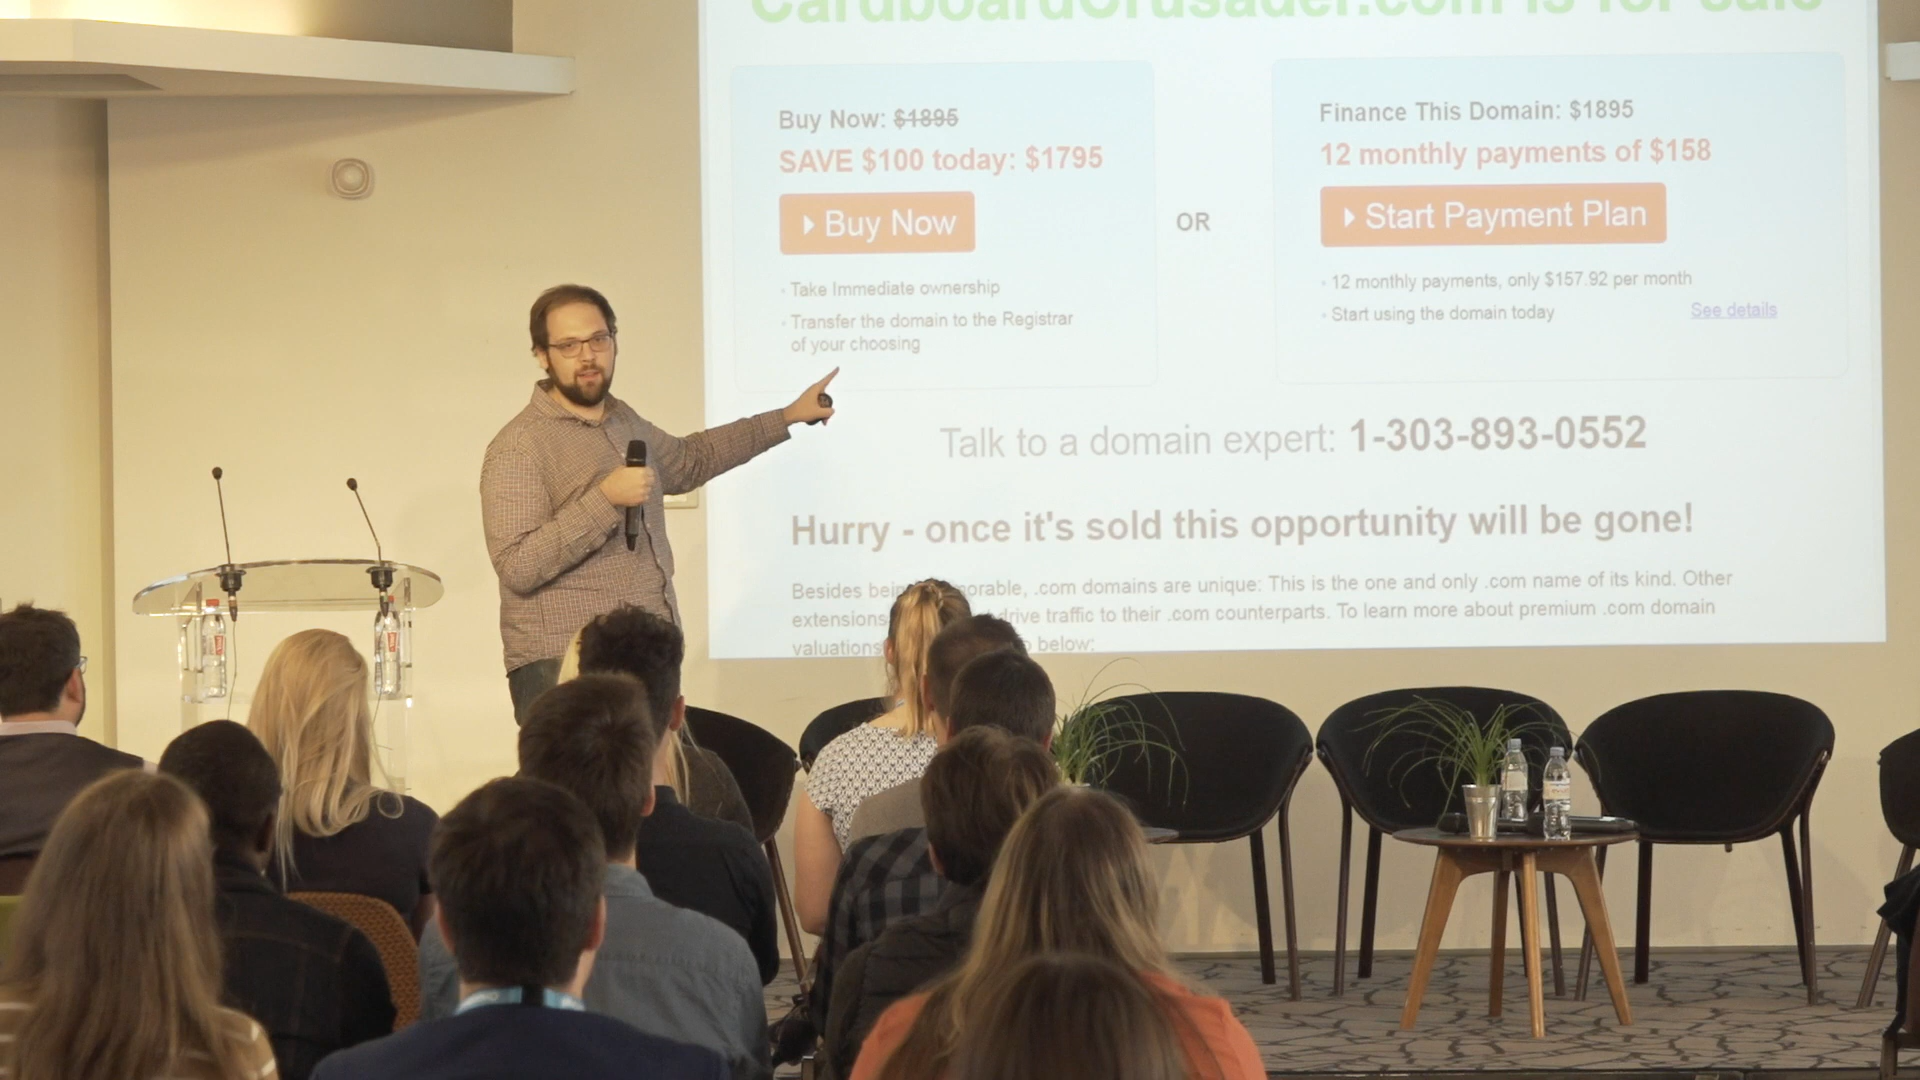 CardboardCrusader.com is for sale
Buy Now: $1895
SAVE $100 today: $1795
Buy Now
• Take Immediate ownership
• Transfer the domain to the Registrar
of your choosing
OR
Finance This Domain: $1895
12 monthly payments of $158
Start Payment Plan
• 12 monthly payments, only $157.92 per month
• Start using the domain today
See details
Talk to a domain expert: 1-303-893-0552
Hurry - once it's sold this opportunity will be gone!
Besides , .com domains are unique: This is the one and only .com name of its kind. Other
extensions drive traffic to their .com counterparts. To learn more about premium .com domain
valuations below: